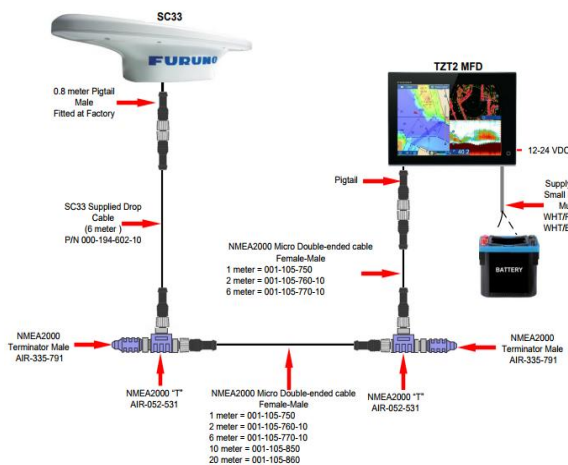 SC33
FURUNO
TZT2 MFD
0.8 meter Pigtail
Male
Fitted at Factory
12-24 VDC
Pigtail
Supply
Small
Mu
WHT/F
WHT/E
SC33 Supplied Drop
Cable
(6 meter )
P/N 000-194-602-10
BATTERY
NMEA2000 Micro Double-ended cable
Female-Male
1 meter = 001-105-750
2 meter = 001-105-760-10
6 meter = 001-105-770-10
NMEA2000
Terminator Male
AIR-335-791
NMEA2000
Terminator Male
AIR-335-791
NMEA2000 "T"
AIR-052-531
NMEA2000 Micro Double-ended cable
Female-Male
1 meter = 001-105-750
2 meter = 001-105-760-10
6 meter = 001-105-770-10
10 meter = 001-105-850
20 meter = 001-105-860
NMEA2000 "T"
AIR-052-531